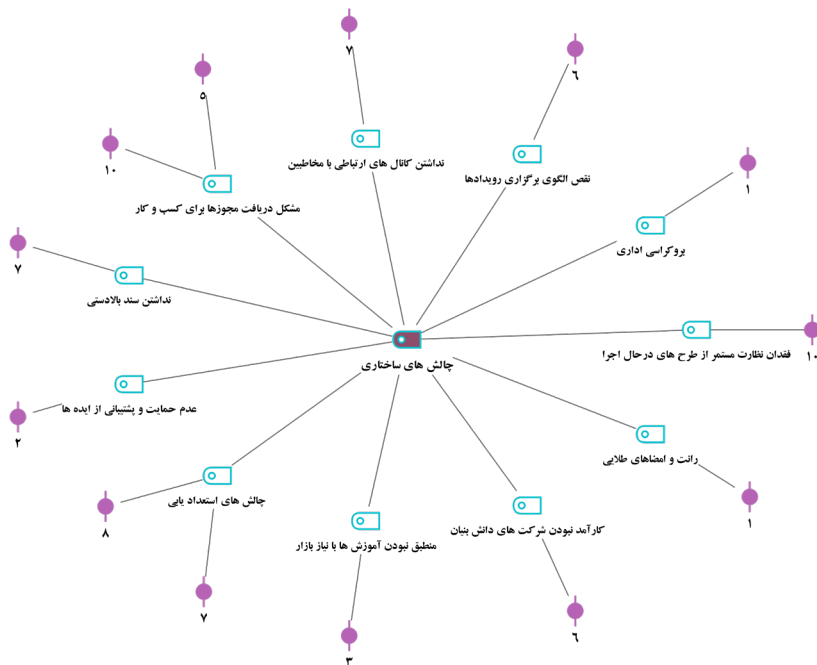 ۷
۶
۵
۱۰
نداشتن کانال های ارتباطی با مخاطبین
نقص الگوی برگزاری رویدادها
۱
مشکل دریافت مجوزها برای کسب و کار
بروکراسی اداری
۷
نداشتن سند بالادستی
فقدان نظارت مستمر از طرح های درحال اجرا
۱۰
چالش های ساختاری
عدم حمایت و پشتیبانی از ایده ها
۲
رانت و امضاهای طلایی
چالش های استعداد یابی
۱
۸
کارآمد نبودن شرکت های دانش بنیان
منطبق نبودن آموزش ها با نیاز بازار
۷
۶
۳